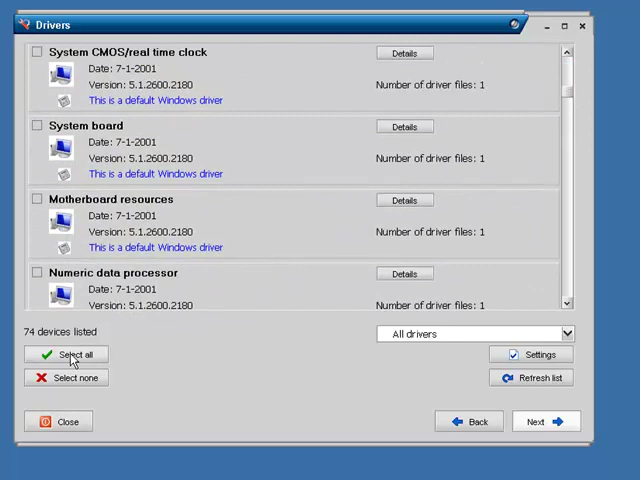 Drivers
System CMOS/real time clock
Details
Date: 7-1-2001
Version: 5.1.2600.2180
Number of driver files: 1
This is a default Windows driver
System board
Details
Date: 7-1-2001
Version: 5.1.2600.2180
Number of driver files: 1
This is a default Windows driver
Motherboard resources
Details
Date: 7-1-2001
Version: 5.1.2600.2180
Number of driver files: 1
This is a default Windows driver
Numeric data processor
Details
Date: 7-1-2001
Version: 5.1.2600.2180
Number of driver files: 1
74 devices listed
All drivers
Select all
Settings
Select none
Refresh list
Close
Back
Next